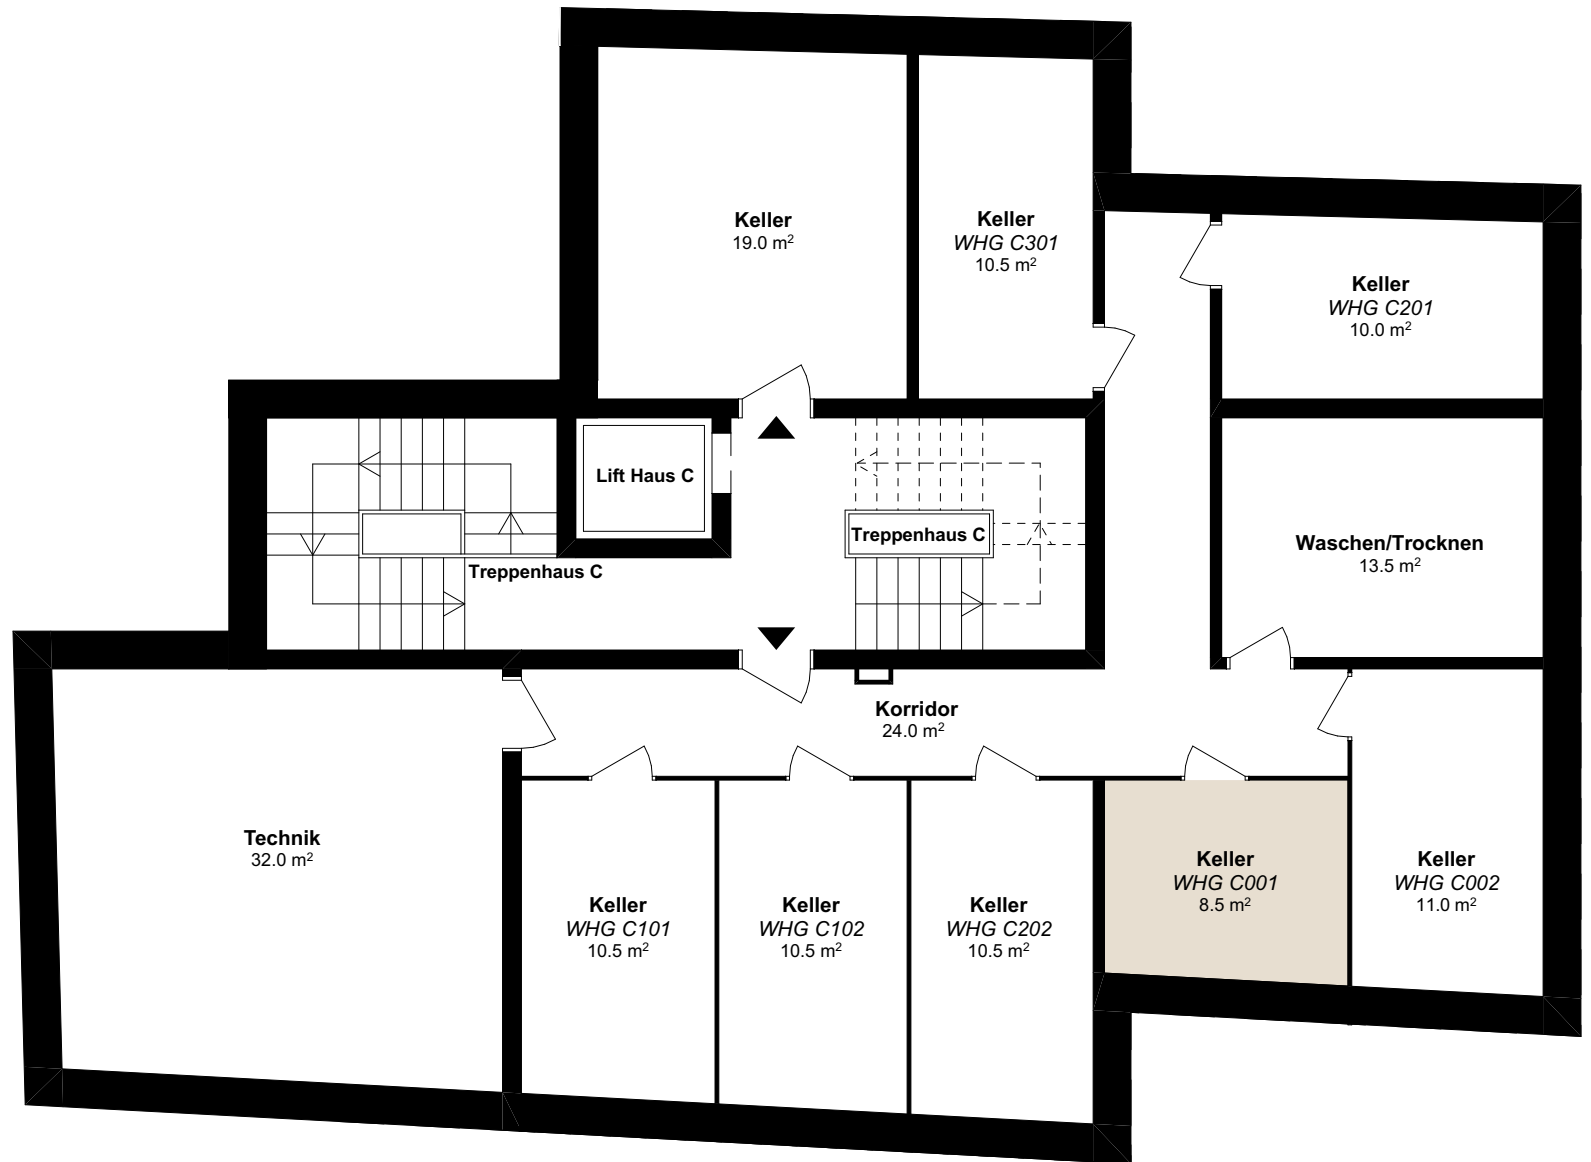 Keller
19.0 m²
Keller
WHG C301
10.5 m²
Keller
WHG C201
10.0 m²
Lift Haus C
Treppenhaus C
Treppenhaus C
Waschen/Trocknen
13.5 m²
Korridor
24.0 m²
Technik
32.0 m²
Keller
WHG C101
10.5 m²
Keller
WHG C102
10.5 m²
Keller
WHG C202
10.5 m²
Keller
WHG C001
8.5 m²
Keller
WHG C002
11.0 m²